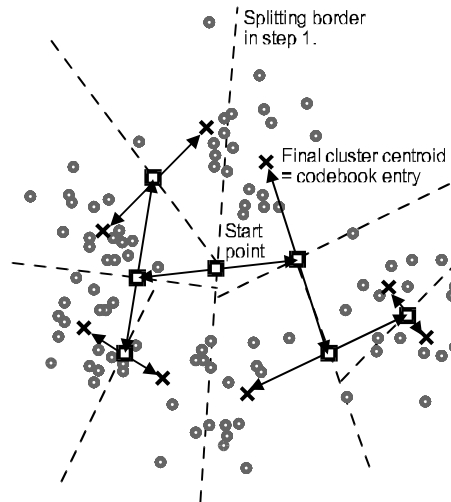 Splitting border
in step 1.
Final cluster centroid
= codebook entry
Start
point